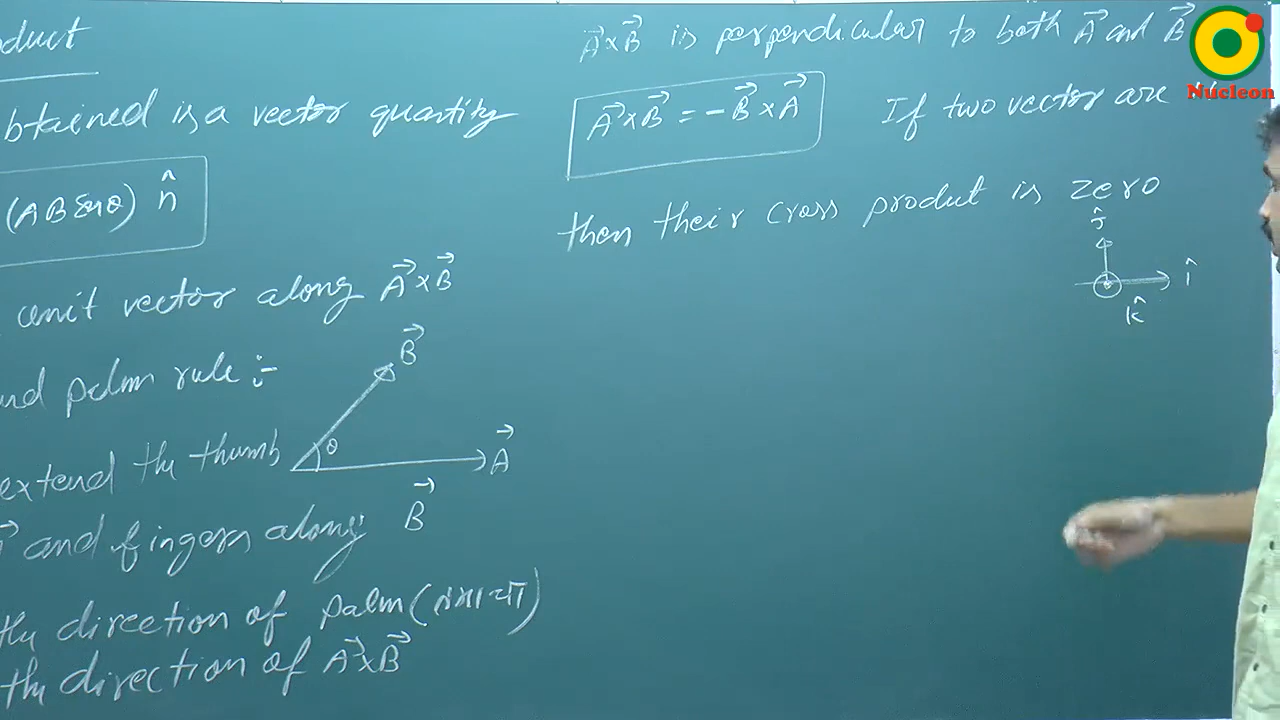 oduct
btained is a vector quantity
(AB sinθ) n̂
unit vector along A⃗×B⃗
nd palm rule :-
B⃗
extend the thumb
θ
A⃗
and fingers along B⃗
the direction of palm (
the direction of A⃗×B⃗
A⃗×B⃗ is perpendicular to both A⃗ and B⃗
A⃗×B⃗ = -B⃗×A⃗ If two vector are
then their cross product is zero
ĵ
î
k̂
Nucleon